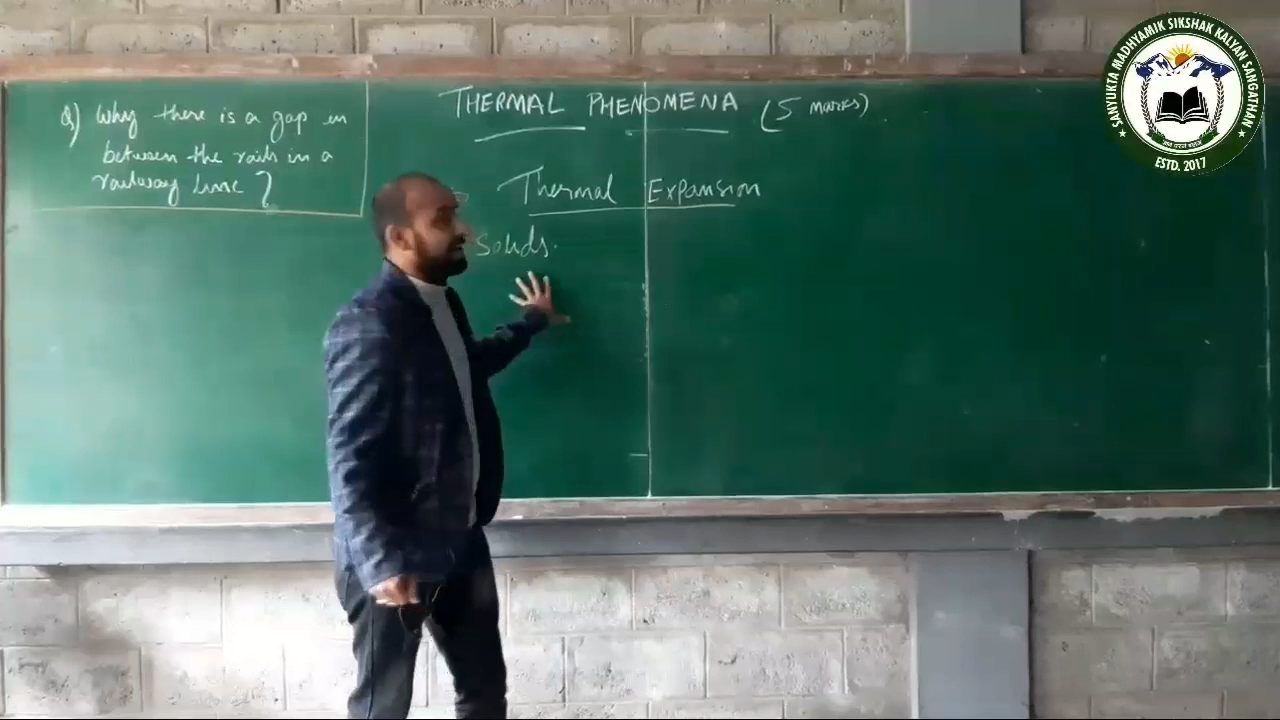 Q) Why there is a gap in
between the rails in a
railway line ?
THERMAL PHENOMENA (5 marks)
Thermal Expansion
Solids.
SANYUKTA MADHYAMIK SIKSHAK KALYAN SANGATHAN
ESTD. 2017